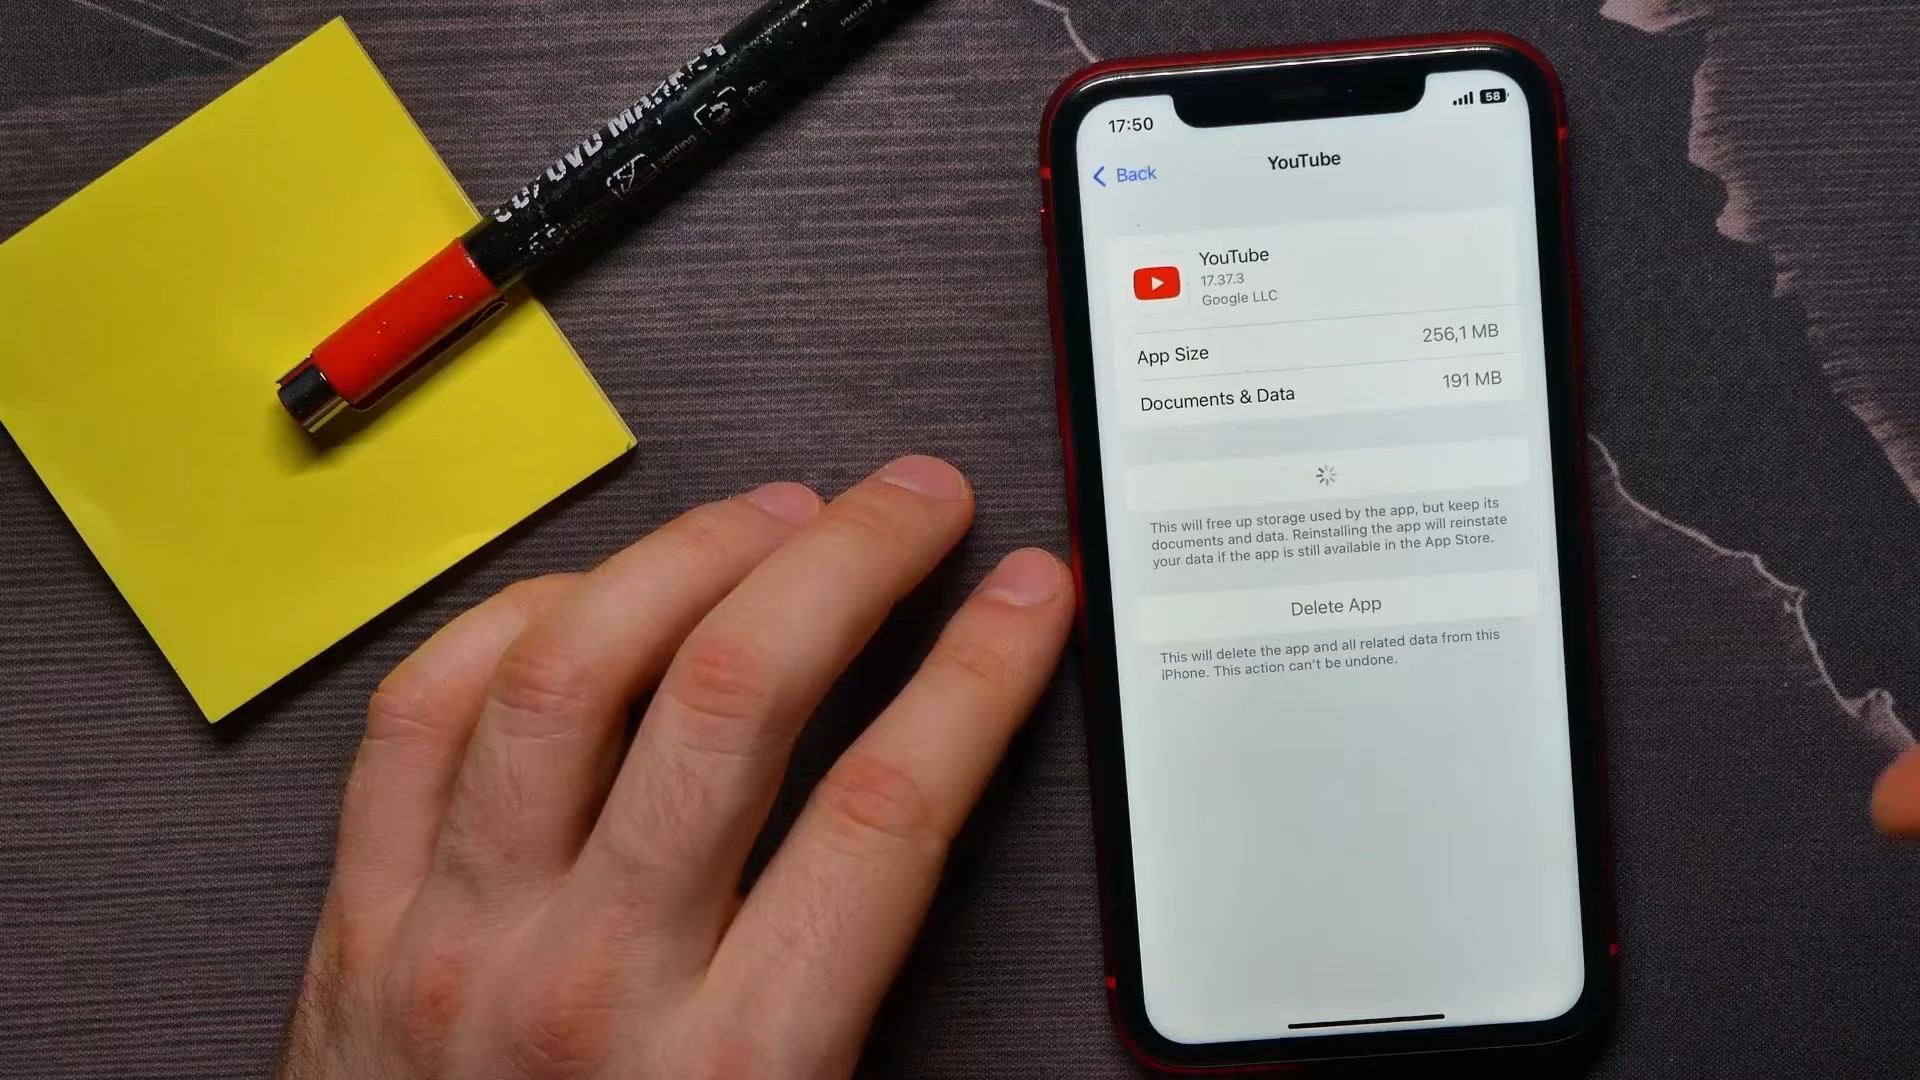 CD/DVD MARKER
writing
17:50
58
Back
YouTube
YouTube
17.37.3
Google LLC
App Size
256,1 MB
Documents & Data
191 MB
This will free up storage used by the app, but keep its
documents and data. Reinstalling the app will reinstate
your data if the app is still available in the App Store.
Delete App
This will delete the app and all related data from this
iPhone. This action can't be undone.